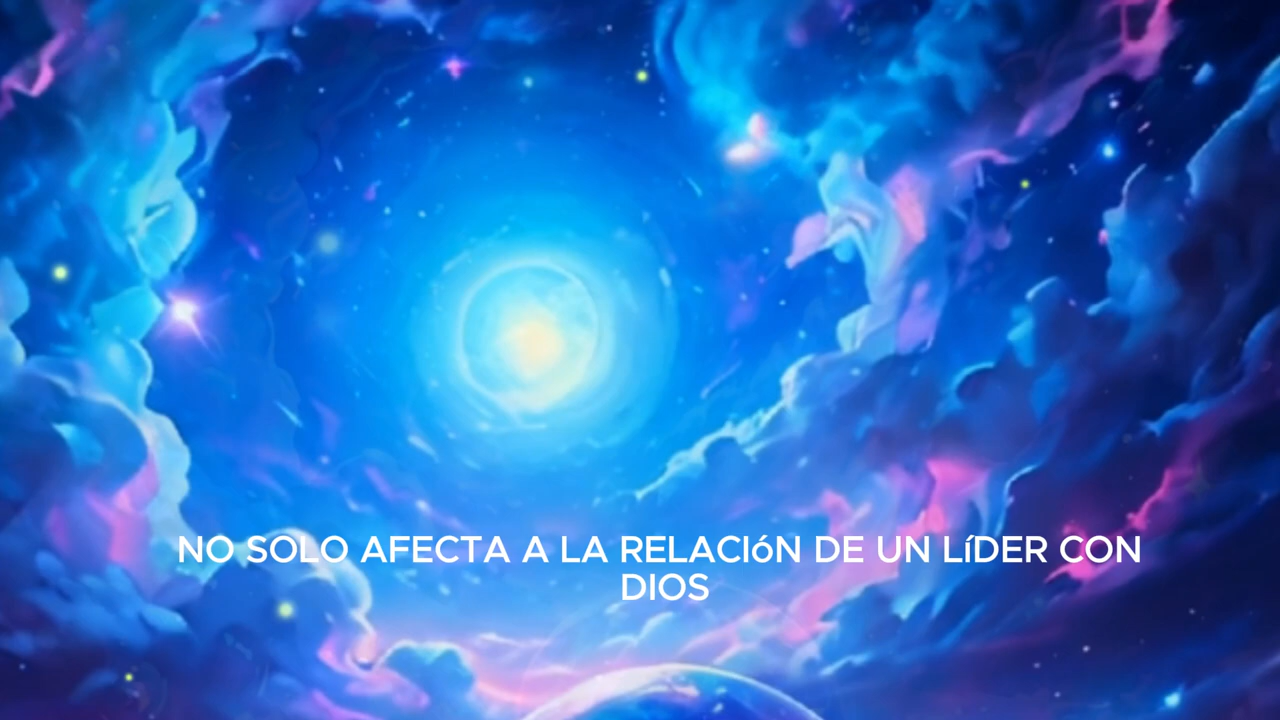 NO SOLO AFECTA A LA RELACIóN DE UN LíDER CON
DIOS